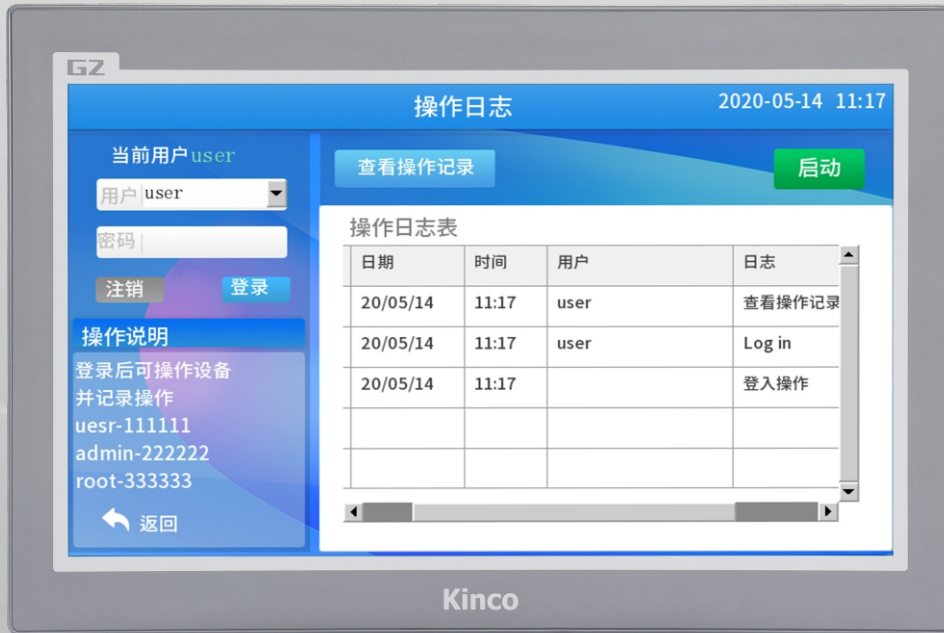 G2
操作日志
2020-05-14 11:17
当前用户user
用户 user
密码
注销
登录
操作说明
登录后可操作设备
并记录操作
uesr-111111
admin-222222
root-333333
返回
查看操作记录
启动
操作日志表
日期 时间 用户 日志
20/05/14 11:17 user 查看操作记录
20/05/14 11:17 user Log in
20/05/14 11:17 登入操作
Kinco